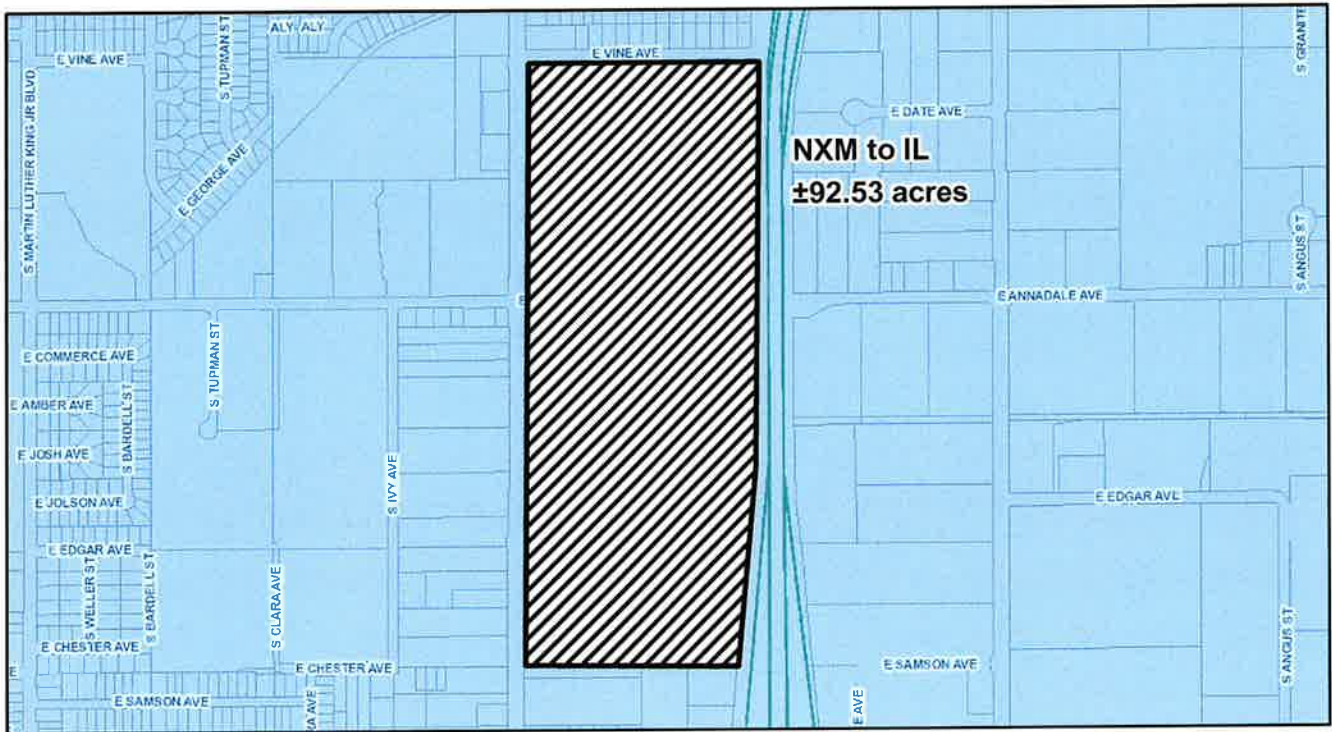 ALY ALY
E VINE AVE
E VINE AVE
S TUPMAN ST
S GRANITE
S MARTIN LUTHER KING JR BLVD
E DATE AVE
NXM to IL
±92.53 acres
E GEORGE AVE
S ANGUS ST
E
E ANNADALE AVE
E COMMERCE AVE
S TUPMAN ST
E AMBER AVE
S BARDELL ST
E JOSH AVE
S IVY AVE
E JOLSON AVE
E EDGAR AVE
E EDGAR AVE
S WELLER ST
S BARDELL ST
S CLARA AVE
S ANGUS ST
E CHESTER AVE
E CHESTER AVE
E SAMSON AVE
E
E SAMSON AVE
KA AVE
E AVE